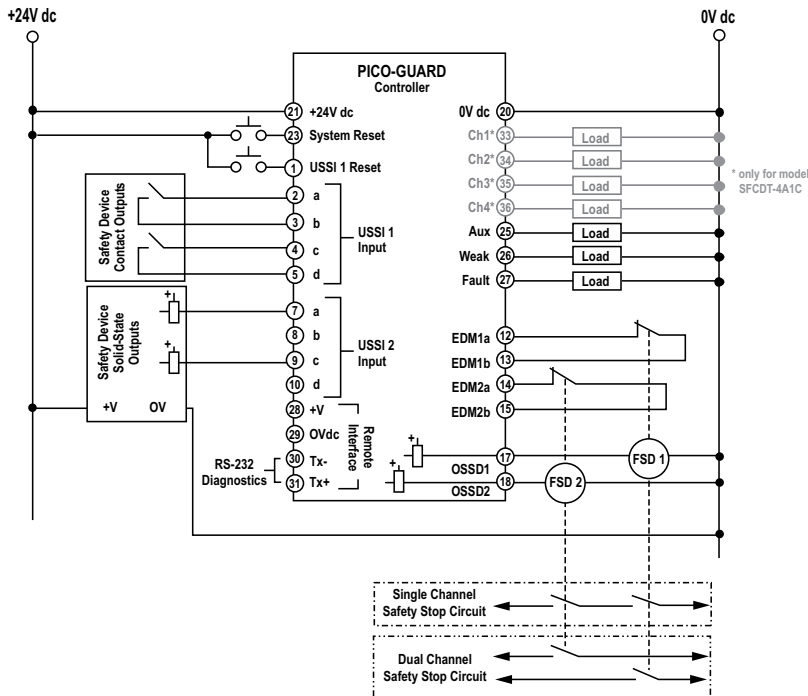 +24V dc
0V dc
PICO-GUARD
Controller
21 +24V dc
23 System Reset
1 USSI 1 Reset
2 a
3 b
4 c
5 d
USSI 1
Input
7 a
8 b
9 c
10 d
USSI 2
Input
28 +V
29 OVdc
30 Tx-
31 Tx+
Remote
Interface
RS-232
Diagnostics
Safety Device
Contact Outputs
Safety Device
Solid-State
Outputs
+
+
+V OV
0V dc 20
Ch1* 33 Load
Ch2* 34 Load
Ch3* 35 Load
Ch4* 36 Load
* only for model
SFCDT-4A1C
Aux 25 Load
Weak 26 Load
Fault 27 Load
EDM1a 12
EDM1b 13
EDM2a 14
EDM2b 15
+
17
OSSD1
+
18
OSSD2
FSD 1
FSD 2
Single Channel
Safety Stop Circuit
Dual Channel
Safety Stop Circuit